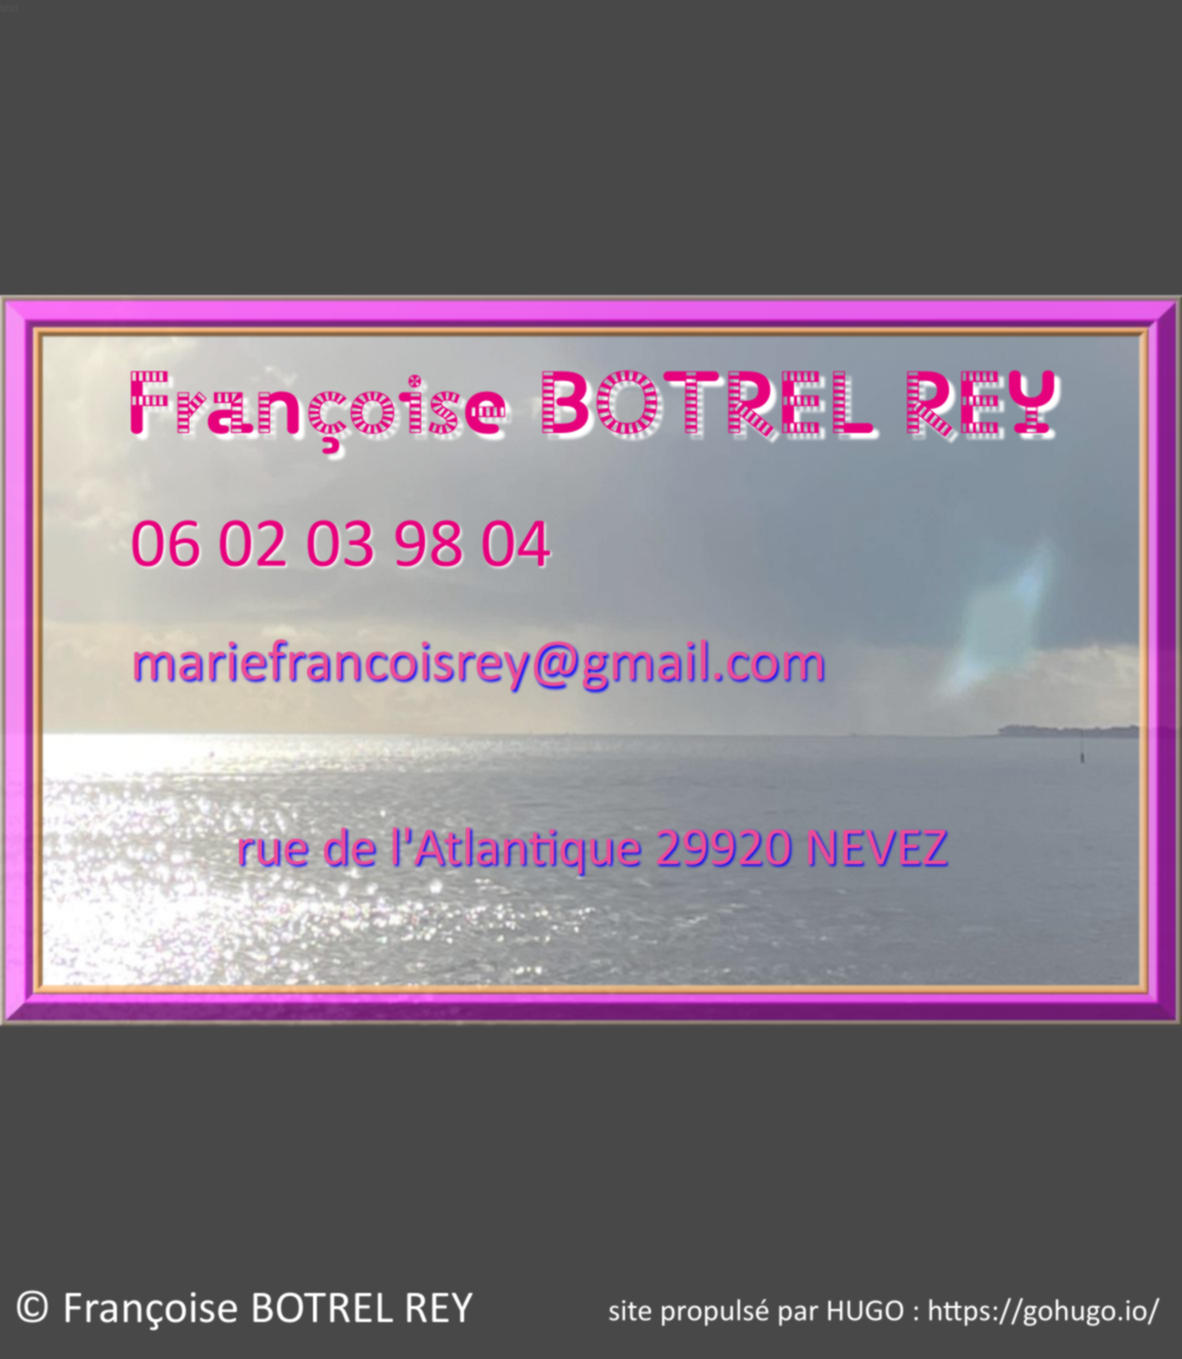 Françoise BOTREL REY
06 02 03 98 04
mariefrancoisrey@gmail.com
rue de l'Atlantique 29920 NEVEZ
© Françoise BOTREL REY
site propulsé par HUGO : https://gohugo.io/